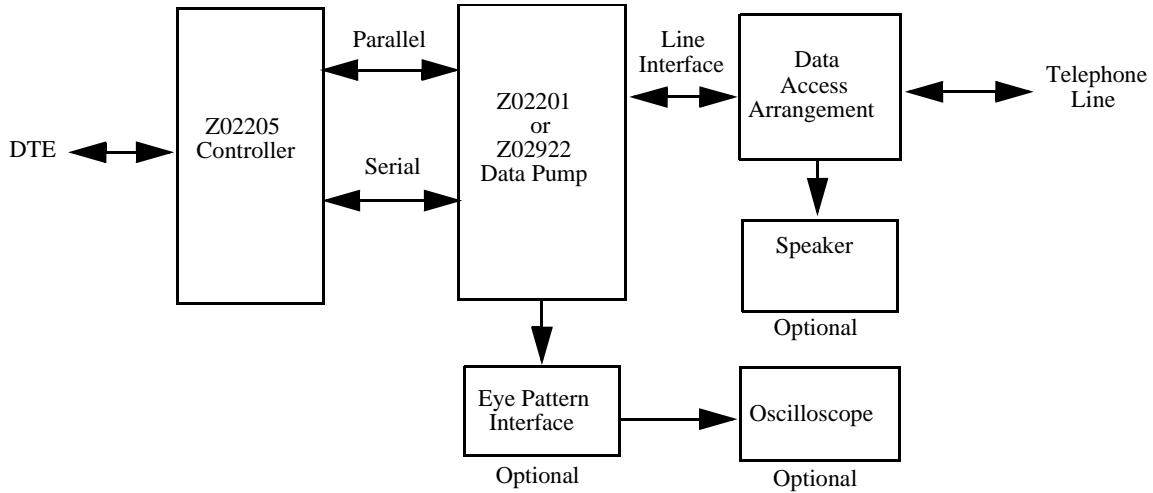 DTE
Z02205
Controller
Parallel
Serial
Z02201
or
Z02922
Data Pump
Line
Interface
Data
Access
Arrangement
Telephone
Line
Speaker
Optional
Eye Pattern
Interface
Optional
Oscilloscope
Optional